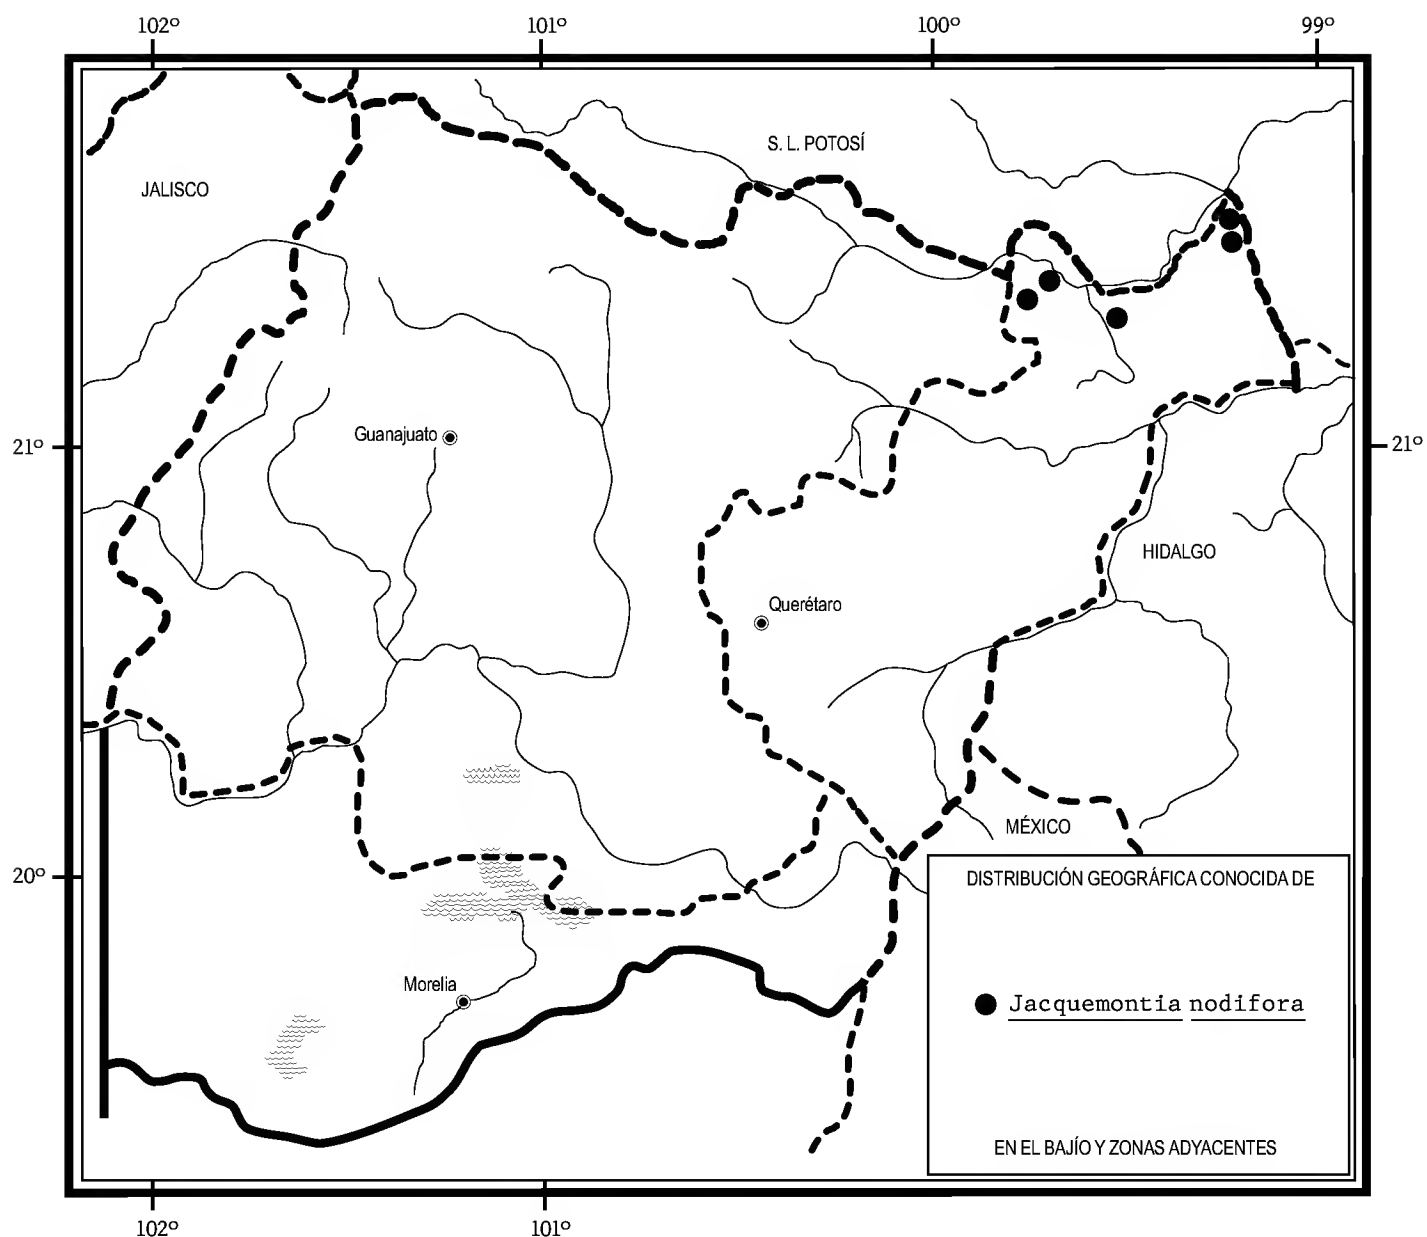 102º 101º 100º 99º
S. L. POTOSÍ
JALISCO
Guanajuato
21º 21º
HIDALGO
Querétaro
MÉXICO
20º
DISTRIBUCIÓN GEOGRÁFICA CONOCIDA DE
Morelia
Jacquemontia nodifora
EN EL BAJÍO Y ZONAS ADYACENTES
102º 101º